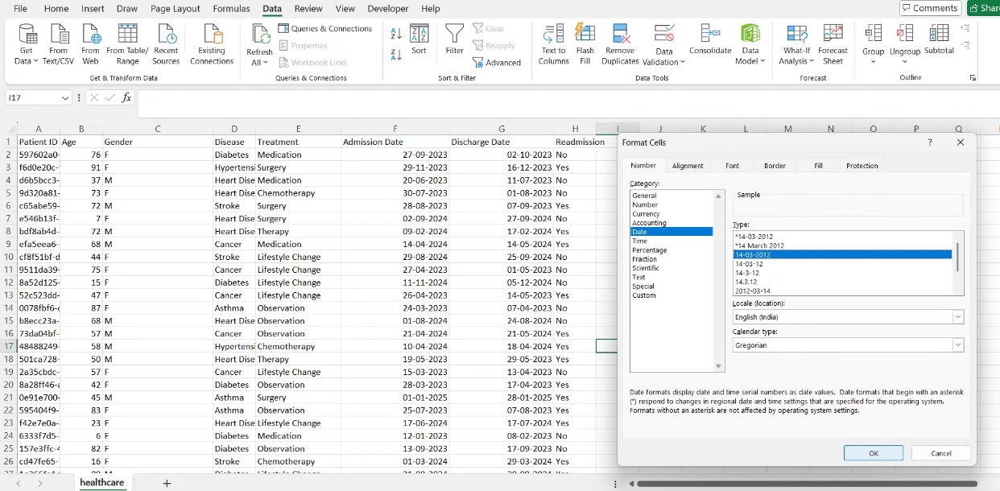 File Home Insert Draw Page Layout Formulas Data Review View Developer Help Comments Shar
Get Data From Text/CSV From Web From Table/ Range Recent Sources Existing Connections Refresh All Queries & Connections Properties Workbook Links Sort Filter Clear Reapply Advanced Text to Columns Flash Fill Remove Duplicates Data Validation Consolidate Data Model What-If Analysis Forecast Sheet Group Ungroup Subtotal
Get & Transform Data Queries & Connections Sort & Filter Data Tools Forecast Outline
I17 fx
A B C D E F G H I J K L M N O P Q
1 Patient ID Age Gender Disease Treatment Admission Date Discharge Date Readmission
2 597602a0- 76 F Diabetes Medication 27-09-2023 02-10-2023 No
3 f6d0e20c- 91 F Hypertensi Surgery 29-11-2023 16-12-2023 Yes
4 d6b5bcc3- 37 M Heart Dise Medication 20-06-2023 11-07-2023 No
5 9d320a81- 73 F Heart Dise Chemotherapy 30-07-2023 01-08-2023 No
6 c65abe59- 72 M Stroke Surgery 28-08-2023 07-09-2023 Yes
7 e546b13f- 7 F Heart Dise Surgery 02-09-2024 27-09-2024 No
8 bdf8ab4d- 72 M Heart Dise Therapy 09-02-2024 17-02-2024 Yes
9 efa5eea6- 68 M Cancer Medication 14-04-2024 14-05-2024 Yes
10 cf8f51bf-d 44 F Stroke Lifestyle Change 29-08-2024 25-09-2024 No
11 9511da39- 75 F Cancer Lifestyle Change 27-04-2023 01-05-2023 No
12 8a52d125- 15 F Diabetes Lifestyle Change 11-11-2024 05-12-2024 No
13 52c523dd- 47 F Cancer Lifestyle Change 26-04-2023 14-05-2023 Yes
14 0078fbf6- 87 F Asthma Observation 24-03-2023 07-04-2023 No
15 b8ecc23a- 68 M Heart Dise Observation 01-08-2024 24-08-2024 No
16 73da04bf- 57 M Cancer Observation 21-04-2024 21-05-2024 Yes
17 48488249- 58 M Hypertensi Chemotherapy 10-04-2024 18-04-2024 Yes
18 501ca728- 50 M Heart Dise Therapy 19-05-2023 29-05-2023 Yes
19 2a35cbdc- 57 F Cancer Lifestyle Change 15-03-2023 13-04-2023 No
20 8a28ff46- 42 F Diabetes Observation 28-03-2023 17-04-2023 Yes
21 0e91e700- 45 M Asthma Surgery 01-01-2025 28-01-2025 Yes
22 595404f9- 83 F Asthma Observation 25-07-2023 07-08-2023 Yes
23 f42e7e0a- 23 F Heart Dise Lifestyle Change 17-06-2024 17-07-2024 Yes
24 6333f7d5- 6 F Diabetes Medication 12-01-2023 08-02-2023 No
25 157e3ffc-4 82 F Diabetes Observation 13-09-2023 17-09-2023 No
26 cd47fe65- 16 F Stroke Chemotherapy 01-03-2024 29-03-2024 Yes
healthcare
Format Cells ?
Number Alignment Font Border Fill Protection
Category:
General
Number
Currency
Accounting
Date
Time
Percentage
Fraction
Scientific
Text
Special
Custom
Sample
Type:
*14-03-2012
*14 March 2012
14-03-2012
14-03-12
14-3-12
14.3.12
2012-03-14
Locale (location):
English (India)
Calendar type:
Gregorian
Date formats display date and time serial numbers as date values. Date formats that begin with an asterisk
(*) respond to changes in regional date and time settings that are specified for the operating system.
Formats without an asterisk are not affected by operating system settings.
OK Cancel